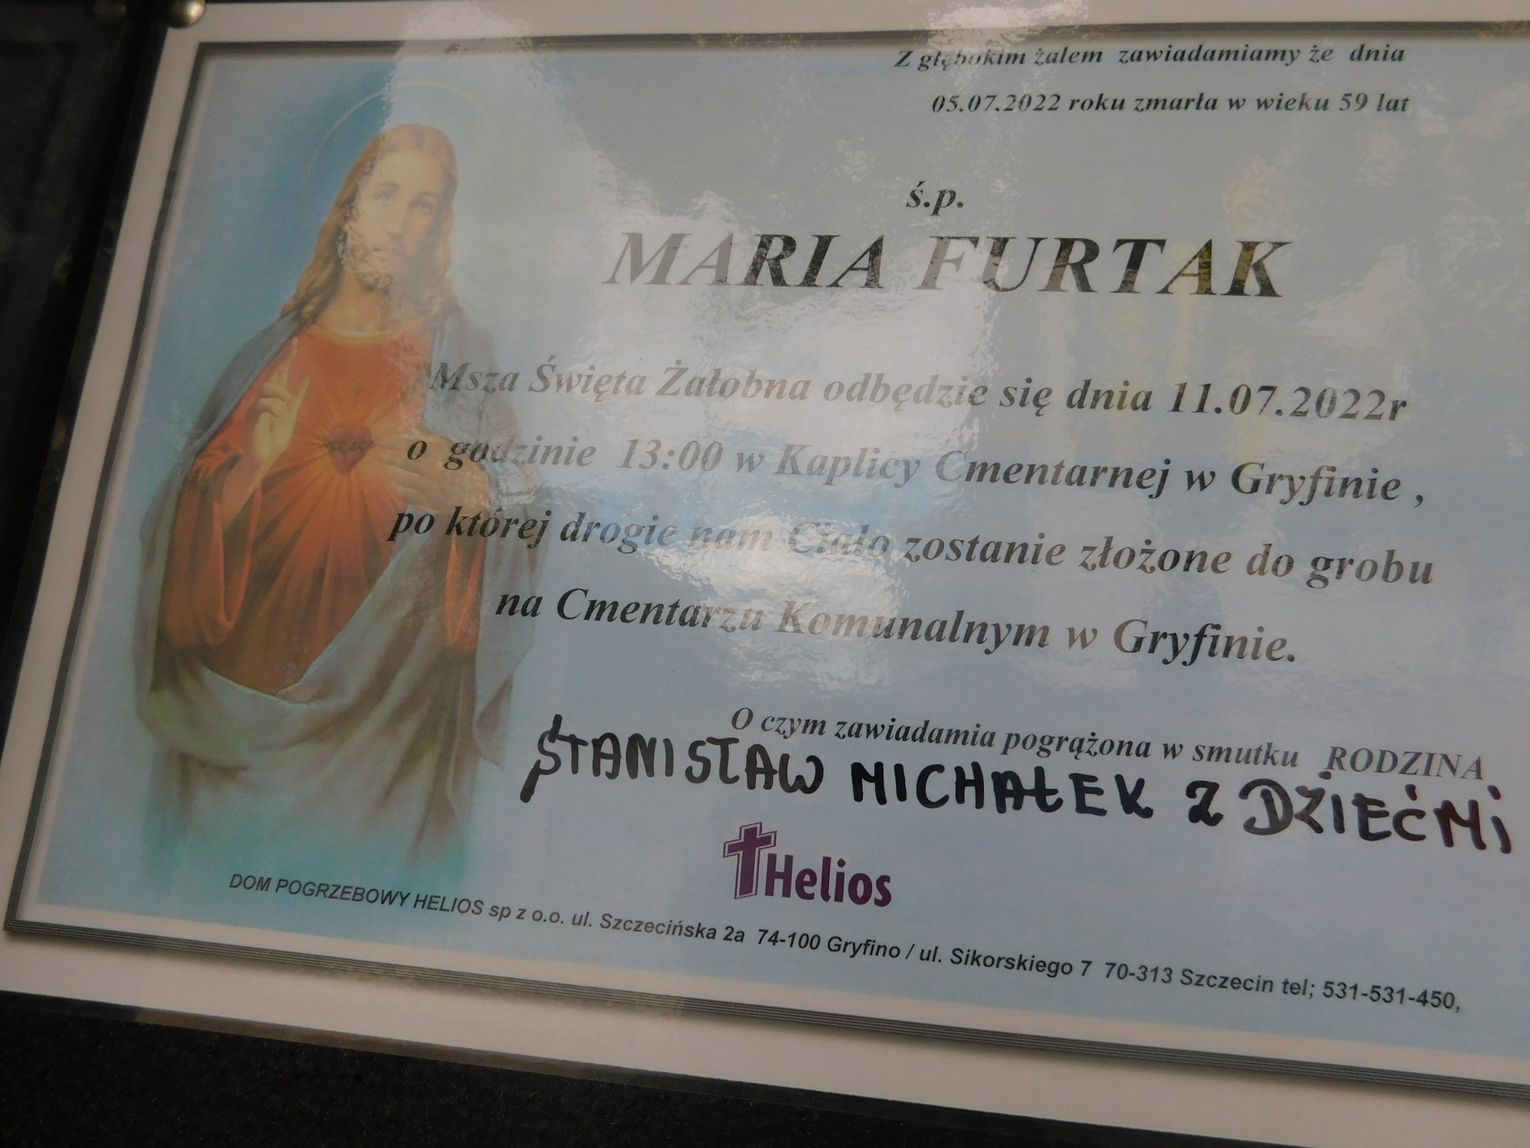 Z głębokim żalem zawiadamiamy że dnia
05.07.2022 roku zmarła w wieku 59 lat
ś.p.
MARIA FURTAK
Msza Święta Żałobna odbędzie się dnia 11.07.2022r
o godzinie 13:00 w Kaplicy Cmentarnej w Gryfinie ,
po której drogie nam Ciało zostanie złożone do grobu
na Cmentarzu Komunalnym w Gryfinie.
O czym zawiadamia pogrążona w smutku RODZINA
STANISŁAW MICHAŁEK Z DZIEĆMI
Helios
DOM POGRZEBOWY HELIOS sp z o.o. ul. Szczecińska 2a 74-100 Gryfino / ul. Sikorskiego 7 70-313 Szczecin tel; 531-531-450,